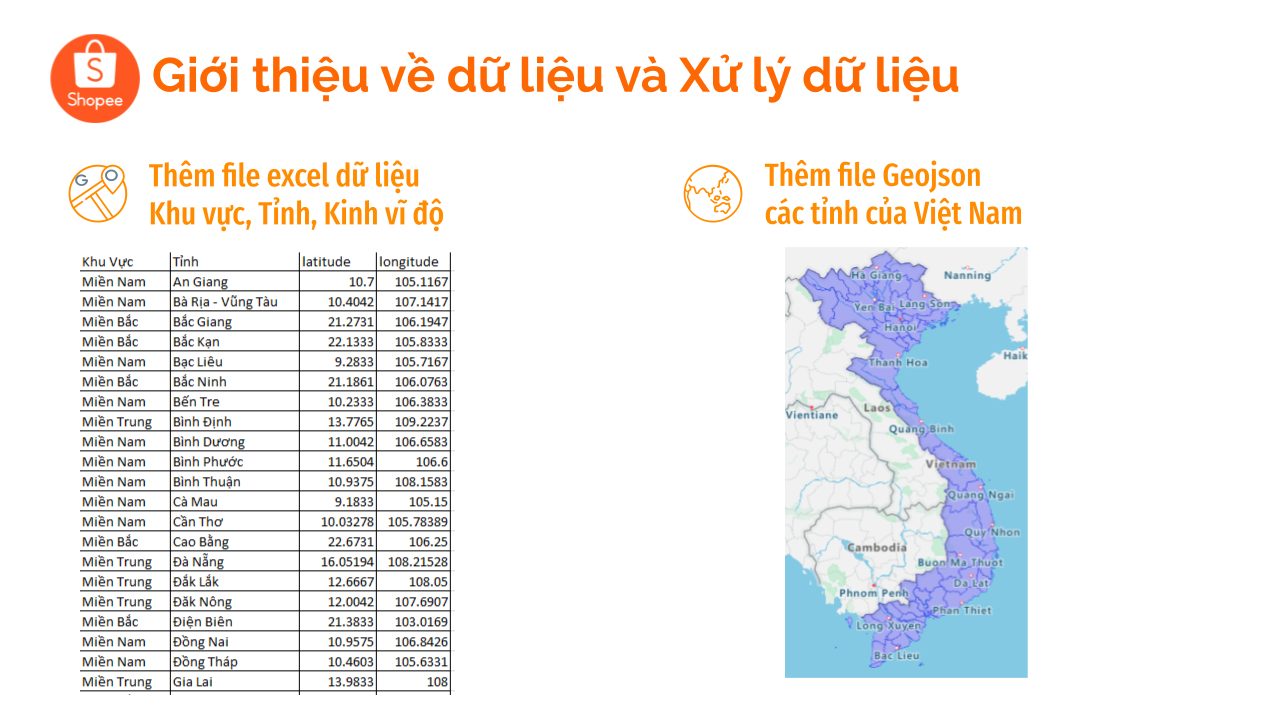 S
Shopee
Giới thiệu về dữ liệu và Xử lý dữ liệu
G
Thêm file excel dữ liệu
Khu vực, Tỉnh, Kinh vĩ độ
Khu Vực Tỉnh latitude longitude
Miền Nam An Giang 10.7 105.1167
Miền Nam Bà Rịa - Vũng Tàu 10.4042 107.1417
Miền Bắc Bắc Giang 21.2731 106.1947
Miền Bắc Bắc Kạn 22.1333 105.8333
Miền Nam Bạc Liêu 9.2833 105.7167
Miền Bắc Bắc Ninh 21.1861 106.0763
Miền Nam Bến Tre 10.2333 106.3833
Miền Trung Bình Định 13.7765 109.2237
Miền Nam Bình Dương 11.0042 106.6583
Miền Nam Bình Phước 11.6504 106.6
Miền Nam Bình Thuận 10.9375 108.1583
Miền Nam Cà Mau 9.1833 105.15
Miền Nam Cần Thơ 10.03278 105.78389
Miền Bắc Cao Bằng 22.6731 106.25
Miền Trung Đà Nẵng 16.05194 108.21528
Miền Trung Đắk Lắk 12.6667 108.05
Miền Trung Đăk Nông 12.0042 107.6907
Miền Bắc Điện Biên 21.3833 103.0169
Miền Nam Đồng Nai 10.9575 106.8426
Miền Nam Đồng Tháp 10.4603 105.6331
Miền Trung Gia Lai 13.9833 108
Thêm file Geojson
các tỉnh của Việt Nam
Ha Giang
Nanning
Yen Bai
Lang Son
Hanoi
Haik
Thanh Hoa
Laos
Vientiane
Quang Binh
Vietnam
Quang Ngai
Quy Nhon
Cambodia
Buon Ma Thuot
Da Lat
Phnom Penh
Phan Thiet
Long Xuyen
Bac Lieu